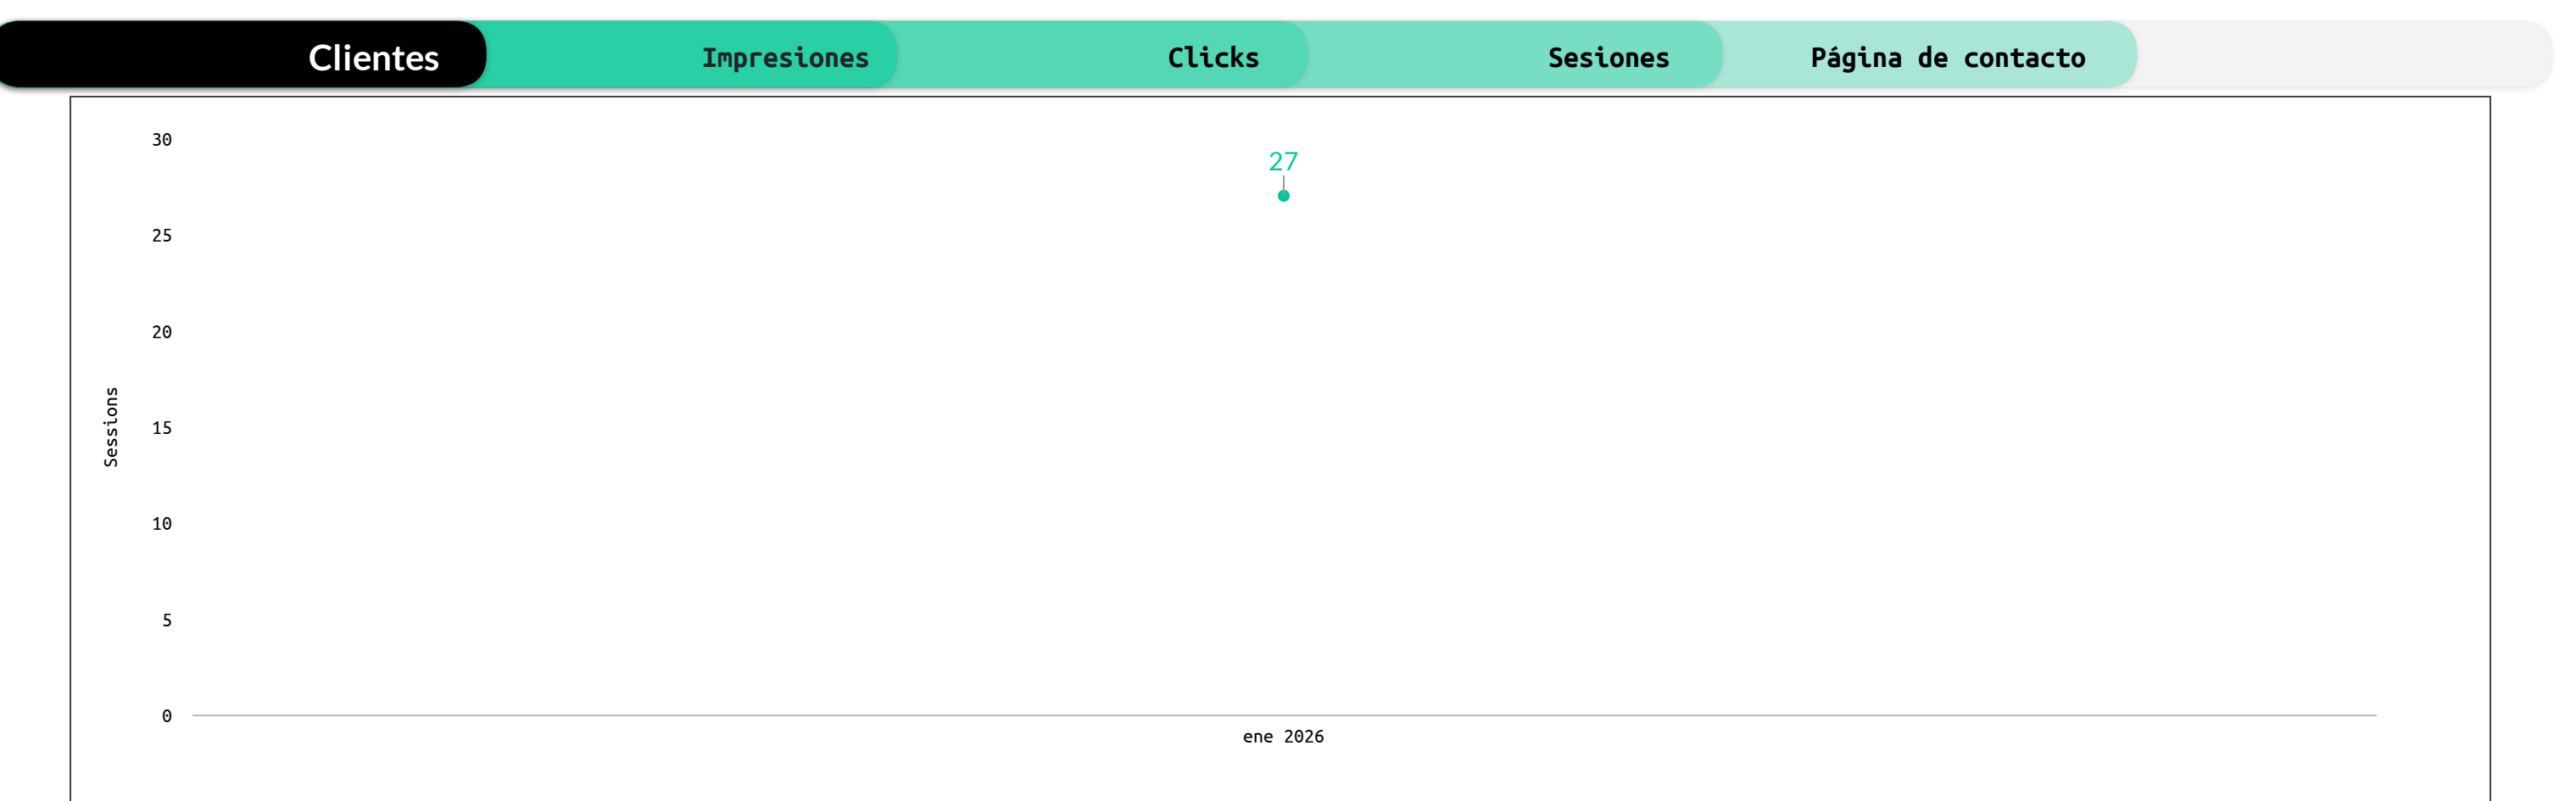 Clientes
Impresiones
Clicks
Sesiones
Página de contacto
30
27
25
20
15
10
5
0
Sessions
ene 2026